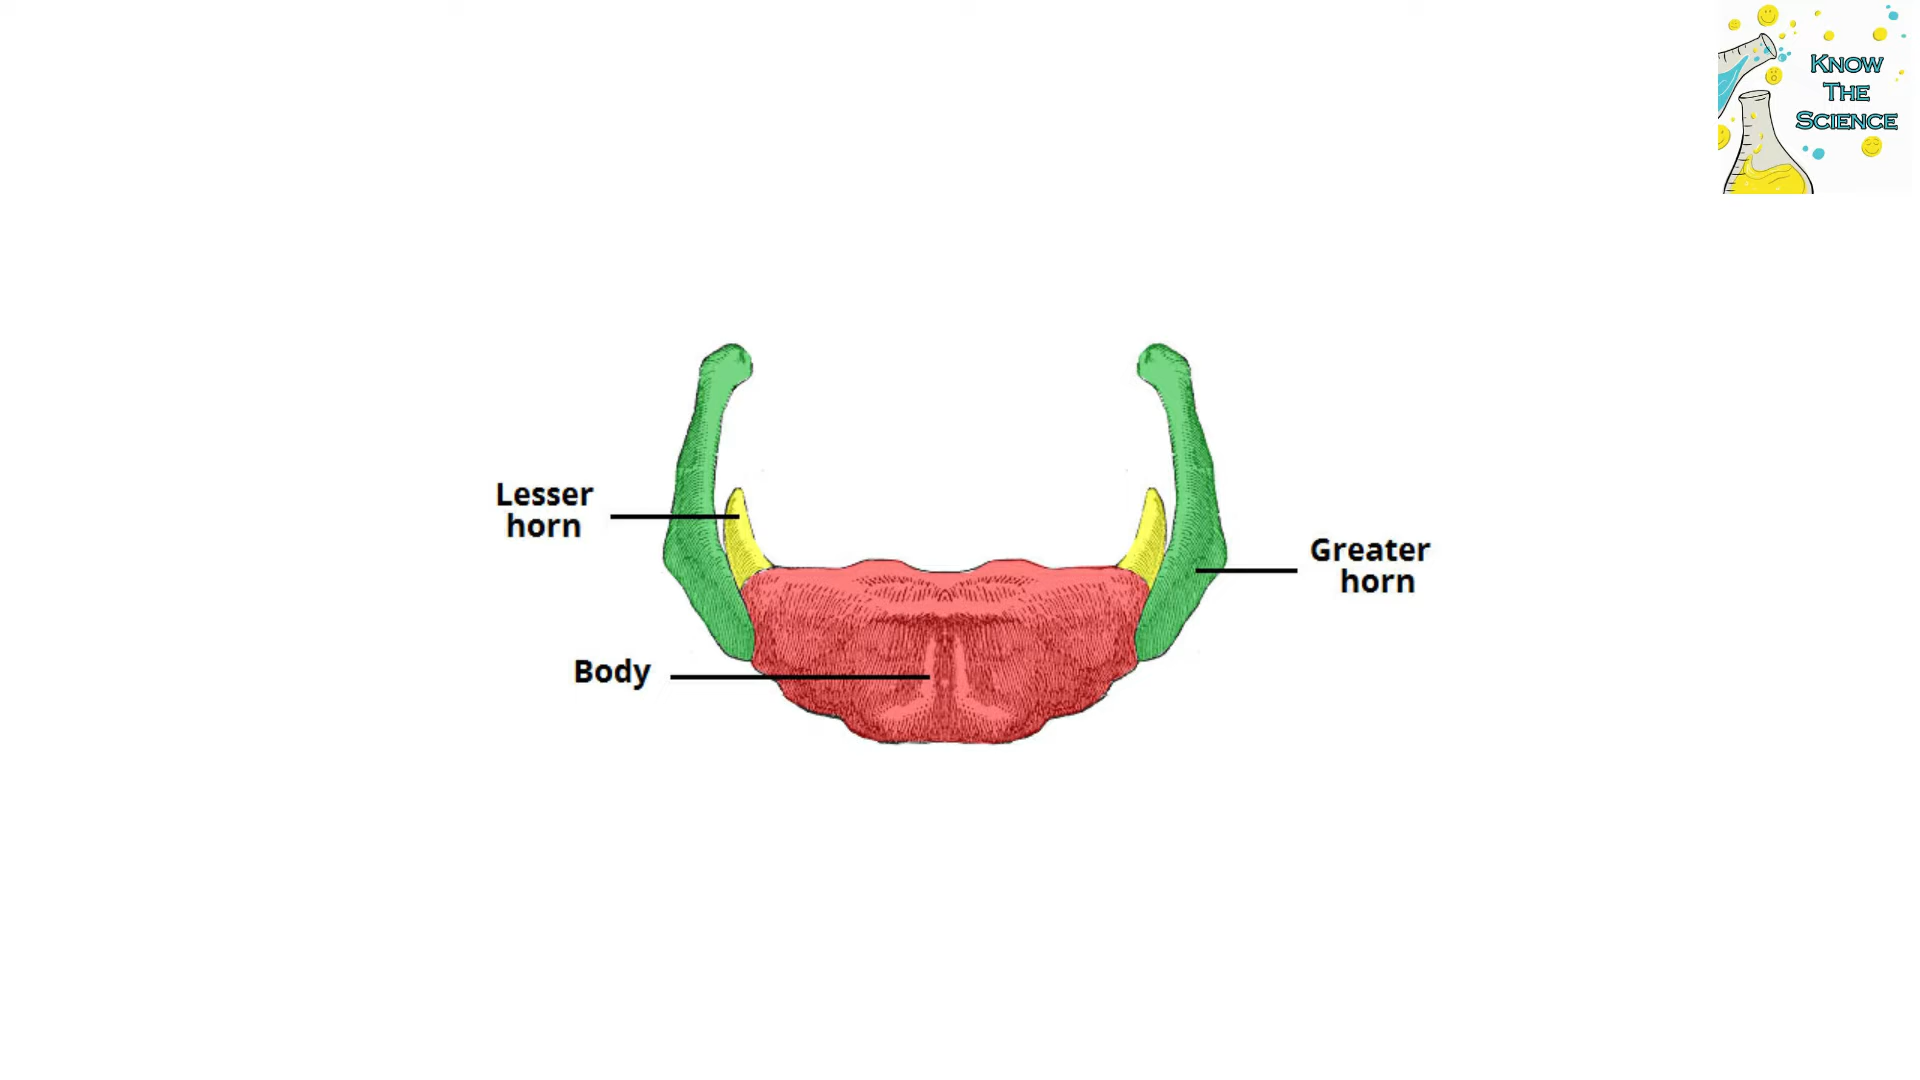 KNOW
THE
SCIENCE
Lesser
horn
Greater
horn
Body